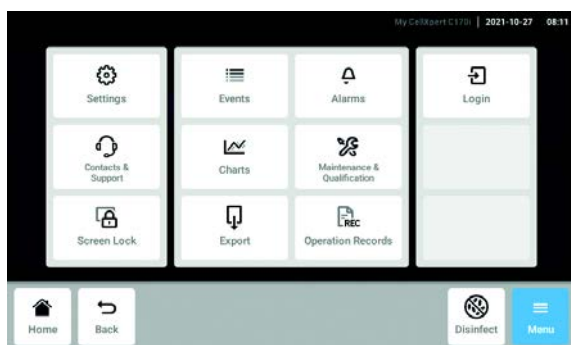 My CellXpert C170i | 2021-10-27 08:11
Settings
Events
Alarms
Login
Contacts &
Support
Charts
Maintenance &
Qualification
Screen Lock
Export
REC
Operation Records
Home
Back
Disinfect
Menu